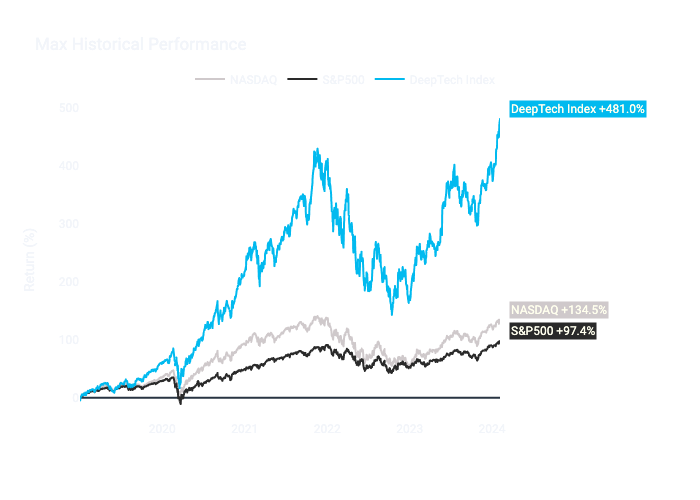 Max Historical Performance
NASDAQ S&P500 DeepTech Index
500
DeepTech Index +481.0%
400
300
Return (%)
200
NASDAQ +134.5%
S&P500 +97.4%
100
2020 2021 2022 2023 2024